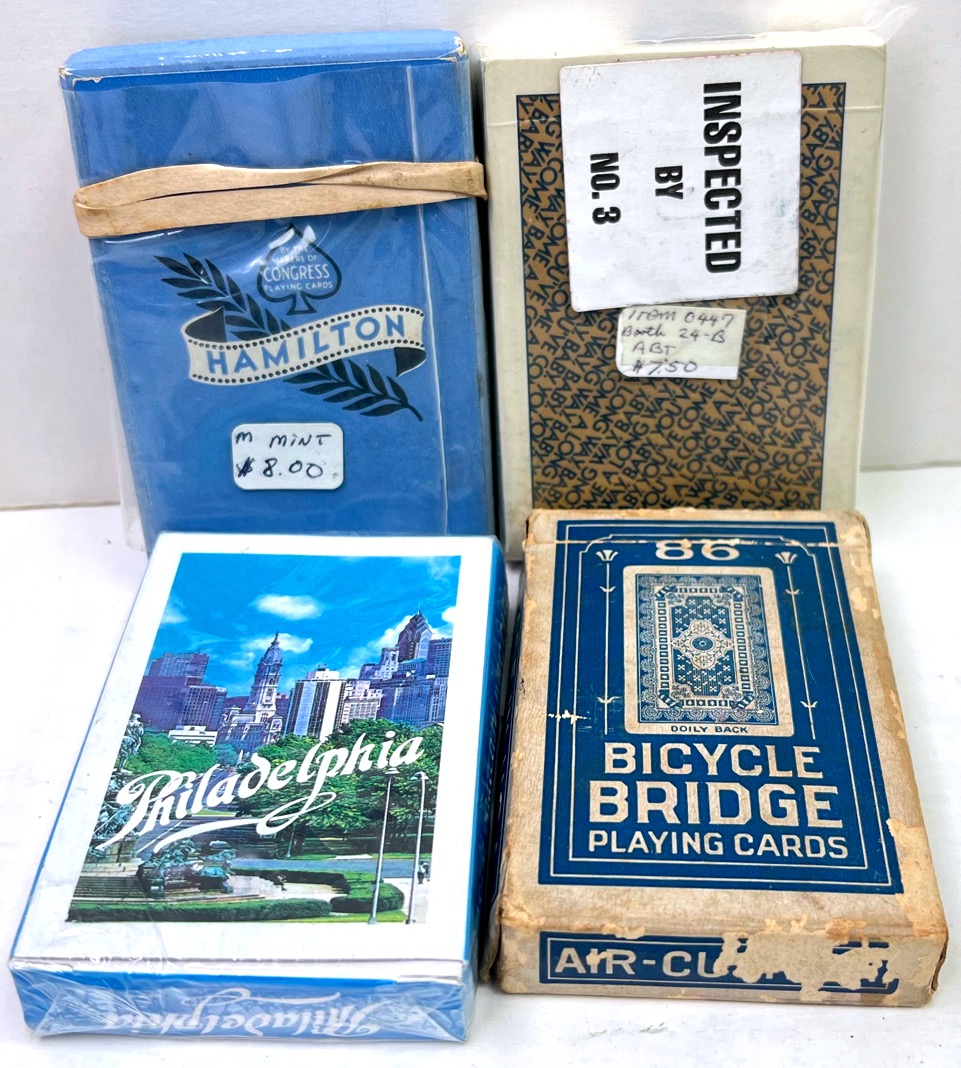 BY THE
MAKERS OF
CONGRESS
PLAYING CARDS
HAMILTON
M MINT
$8.00
INSPECTED
BY
NO. 3
ITEM 0447
Booth 24-B
ABT
$7.50
Philadelphia
Philadelphia
86
DOILY BACK
BICYCLE
BRIDGE
PLAYING CARDS
AIR-CU